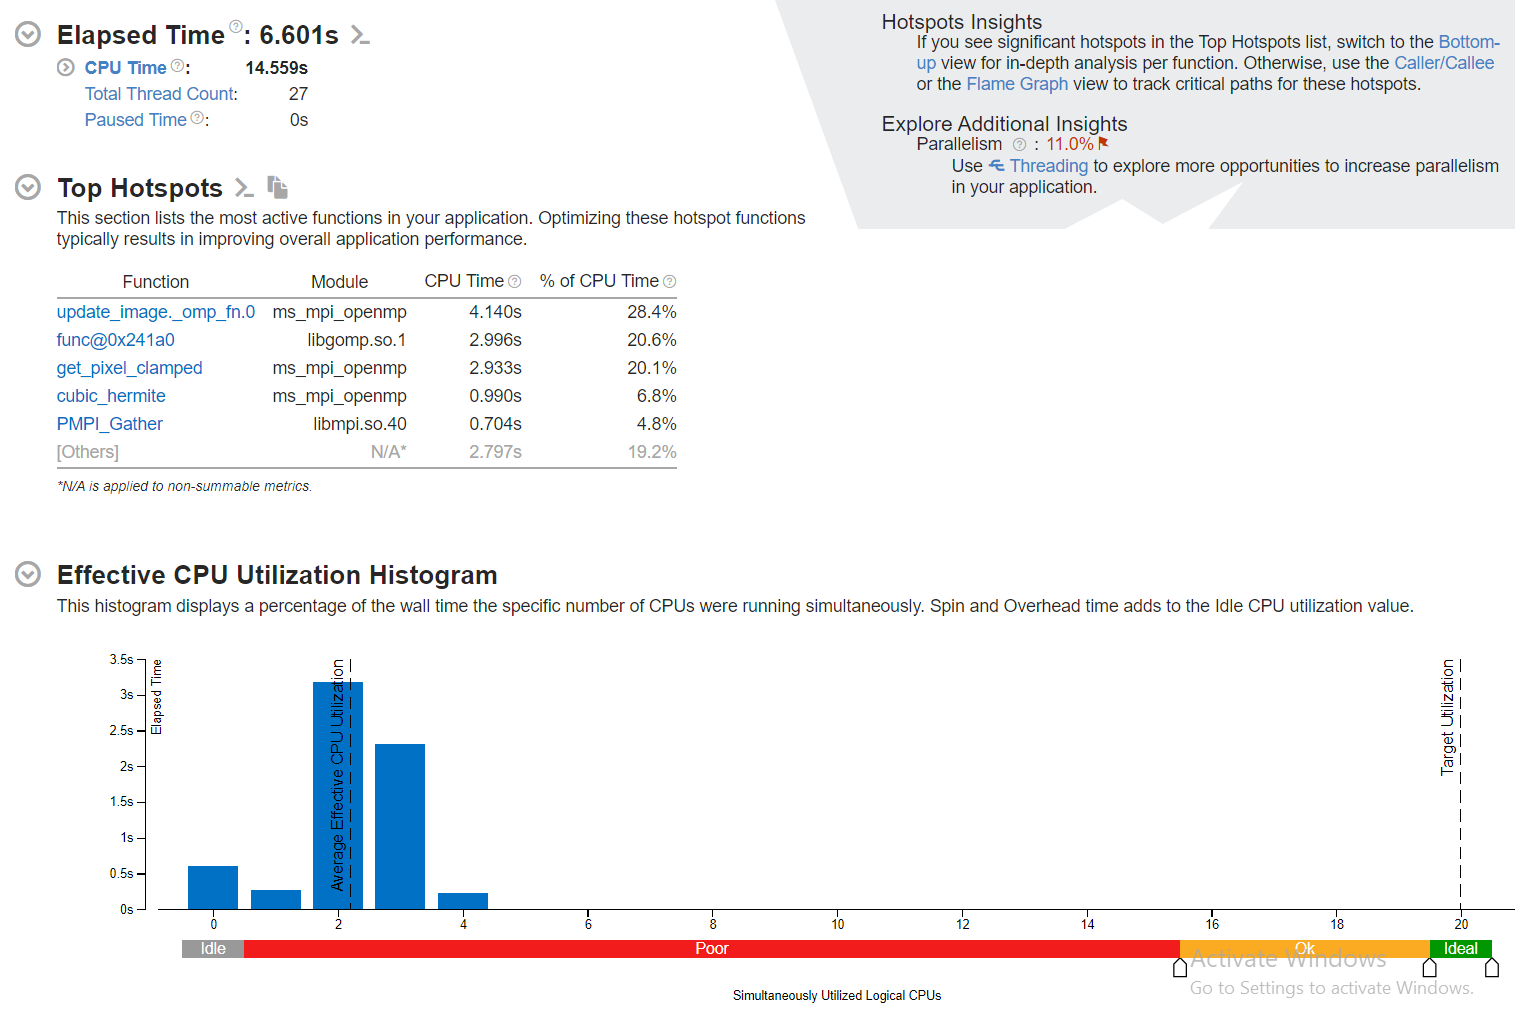 Elapsed Time: 6.601s
CPU Time: 14.559s
Total Thread Count: 27
Paused Time: 0s
Hotspots Insights
If you see significant hotspots in the Top Hotspots list, switch to the Bottom-
up view for in-depth analysis per function. Otherwise, use the Caller/Callee
or the Flame Graph view to track critical paths for these hotspots.
Explore Additional Insights
Parallelism : 11.0%
Use Threading to explore more opportunities to increase parallelism
in your application.
Top Hotspots
This section lists the most active functions in your application. Optimizing these hotspot functions
typically results in improving overall application performance.
Function Module CPU Time % of CPU Time
update_image._omp_fn.0 ms_mpi_openmp 4.140s 28.4%
func@0x241a0 libgomp.so.1 2.996s 20.6%
get_pixel_clamped ms_mpi_openmp 2.933s 20.1%
cubic_hermite ms_mpi_openmp 0.990s 6.8%
PMPI_Gather libmpi.so.40 0.704s 4.8%
[Others] N/A* 2.797s 19.2%
*N/A is applied to non-summable metrics.
Effective CPU Utilization Histogram
This histogram displays a percentage of the wall time the specific number of CPUs were running simultaneously. Spin and Overhead time adds to the Idle CPU utilization value.
3.5s
3s
2.5s
2s
1.5s
1s
0.5s
0s
Elapsed Time
Average Effective CPU Utilization
Target Utilization
0 2 4 6 8 10 12 14 16 18 20
Idle Poor Ok Ideal
Simultaneously Utilized Logical CPUs
Activate Windows
Go to Settings to activate Windows.